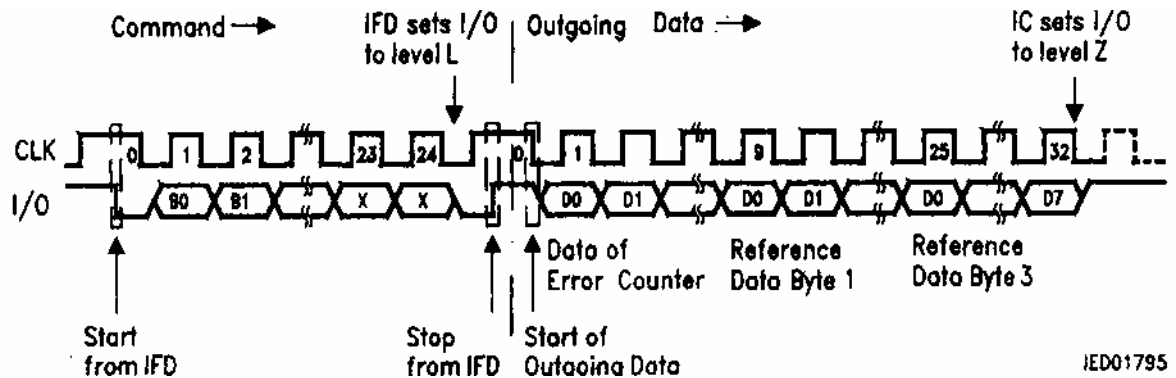 Command → IFD sets I/O Outgoing Data → IC sets I/O
to level L to level Z
CLK 0 1 2 23 24 0 1 9 25 32
I/O B0 B1 X X D0 D1 D0 D1 D0 D7
Data of Reference Reference
Error Counter Data Byte 1 Data Byte 3
Start Stop Start of
from IFD from IFD Outgoing Data
IED01795